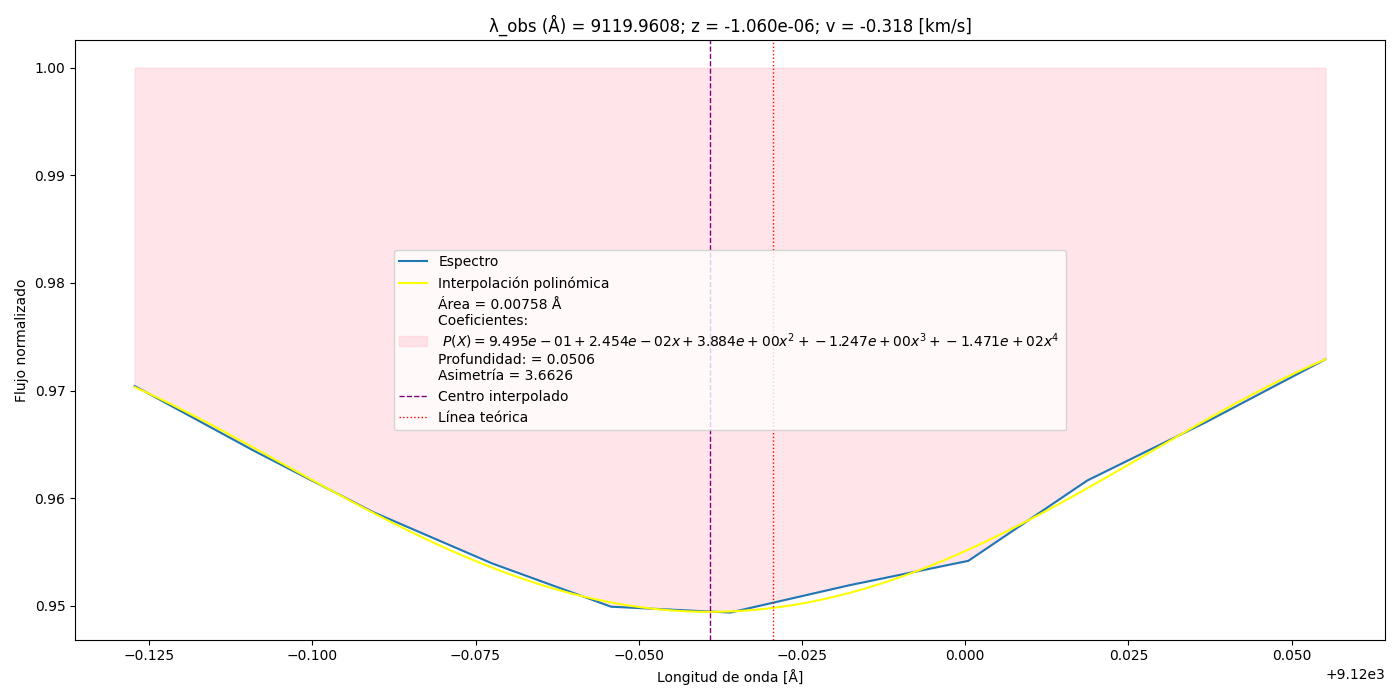 λ_obs (Å) = 9119.9608; z = -1.060e-06; v = -0.318 [km/s]
1.00
0.99
0.98
0.97
0.96
0.95
Flujo normalizado
Espectro
Interpolación polinómica
Área = 0.00758 Å
Coeficientes:
P(X) = 9.495e − 01 + 2.454e − 02x + 3.884e + 00x² + −1.247e + 00x³ + −1.471e + 02x⁴
Profundidad: = 0.0506
Asimetría = 3.6626
Centro interpolado
Línea teórica
−0.125 −0.100 −0.075 −0.050 −0.025 0.000 0.025 0.050
+9.12e3
Longitud de onda [Å]